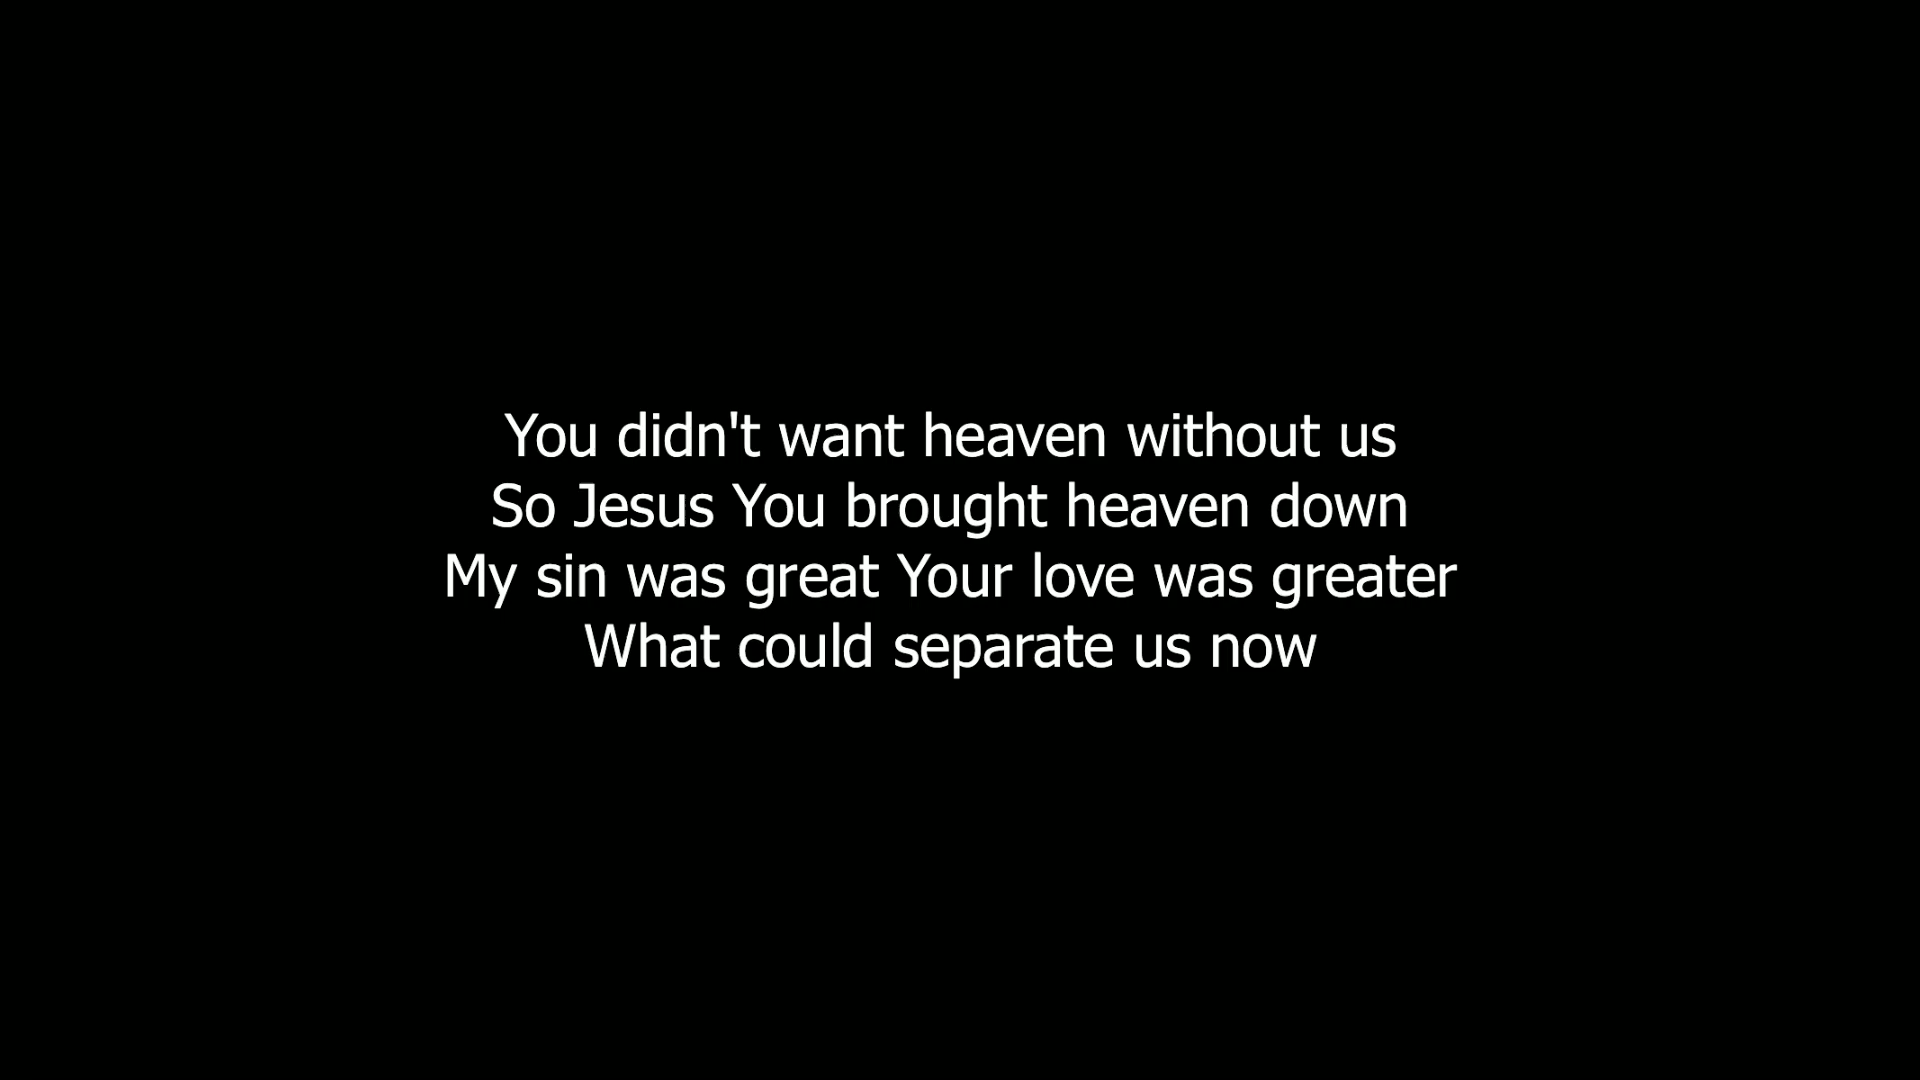 You didn't want heaven without us
So Jesus You brought heaven down
My sin was great Your love was greater
What could separate us now